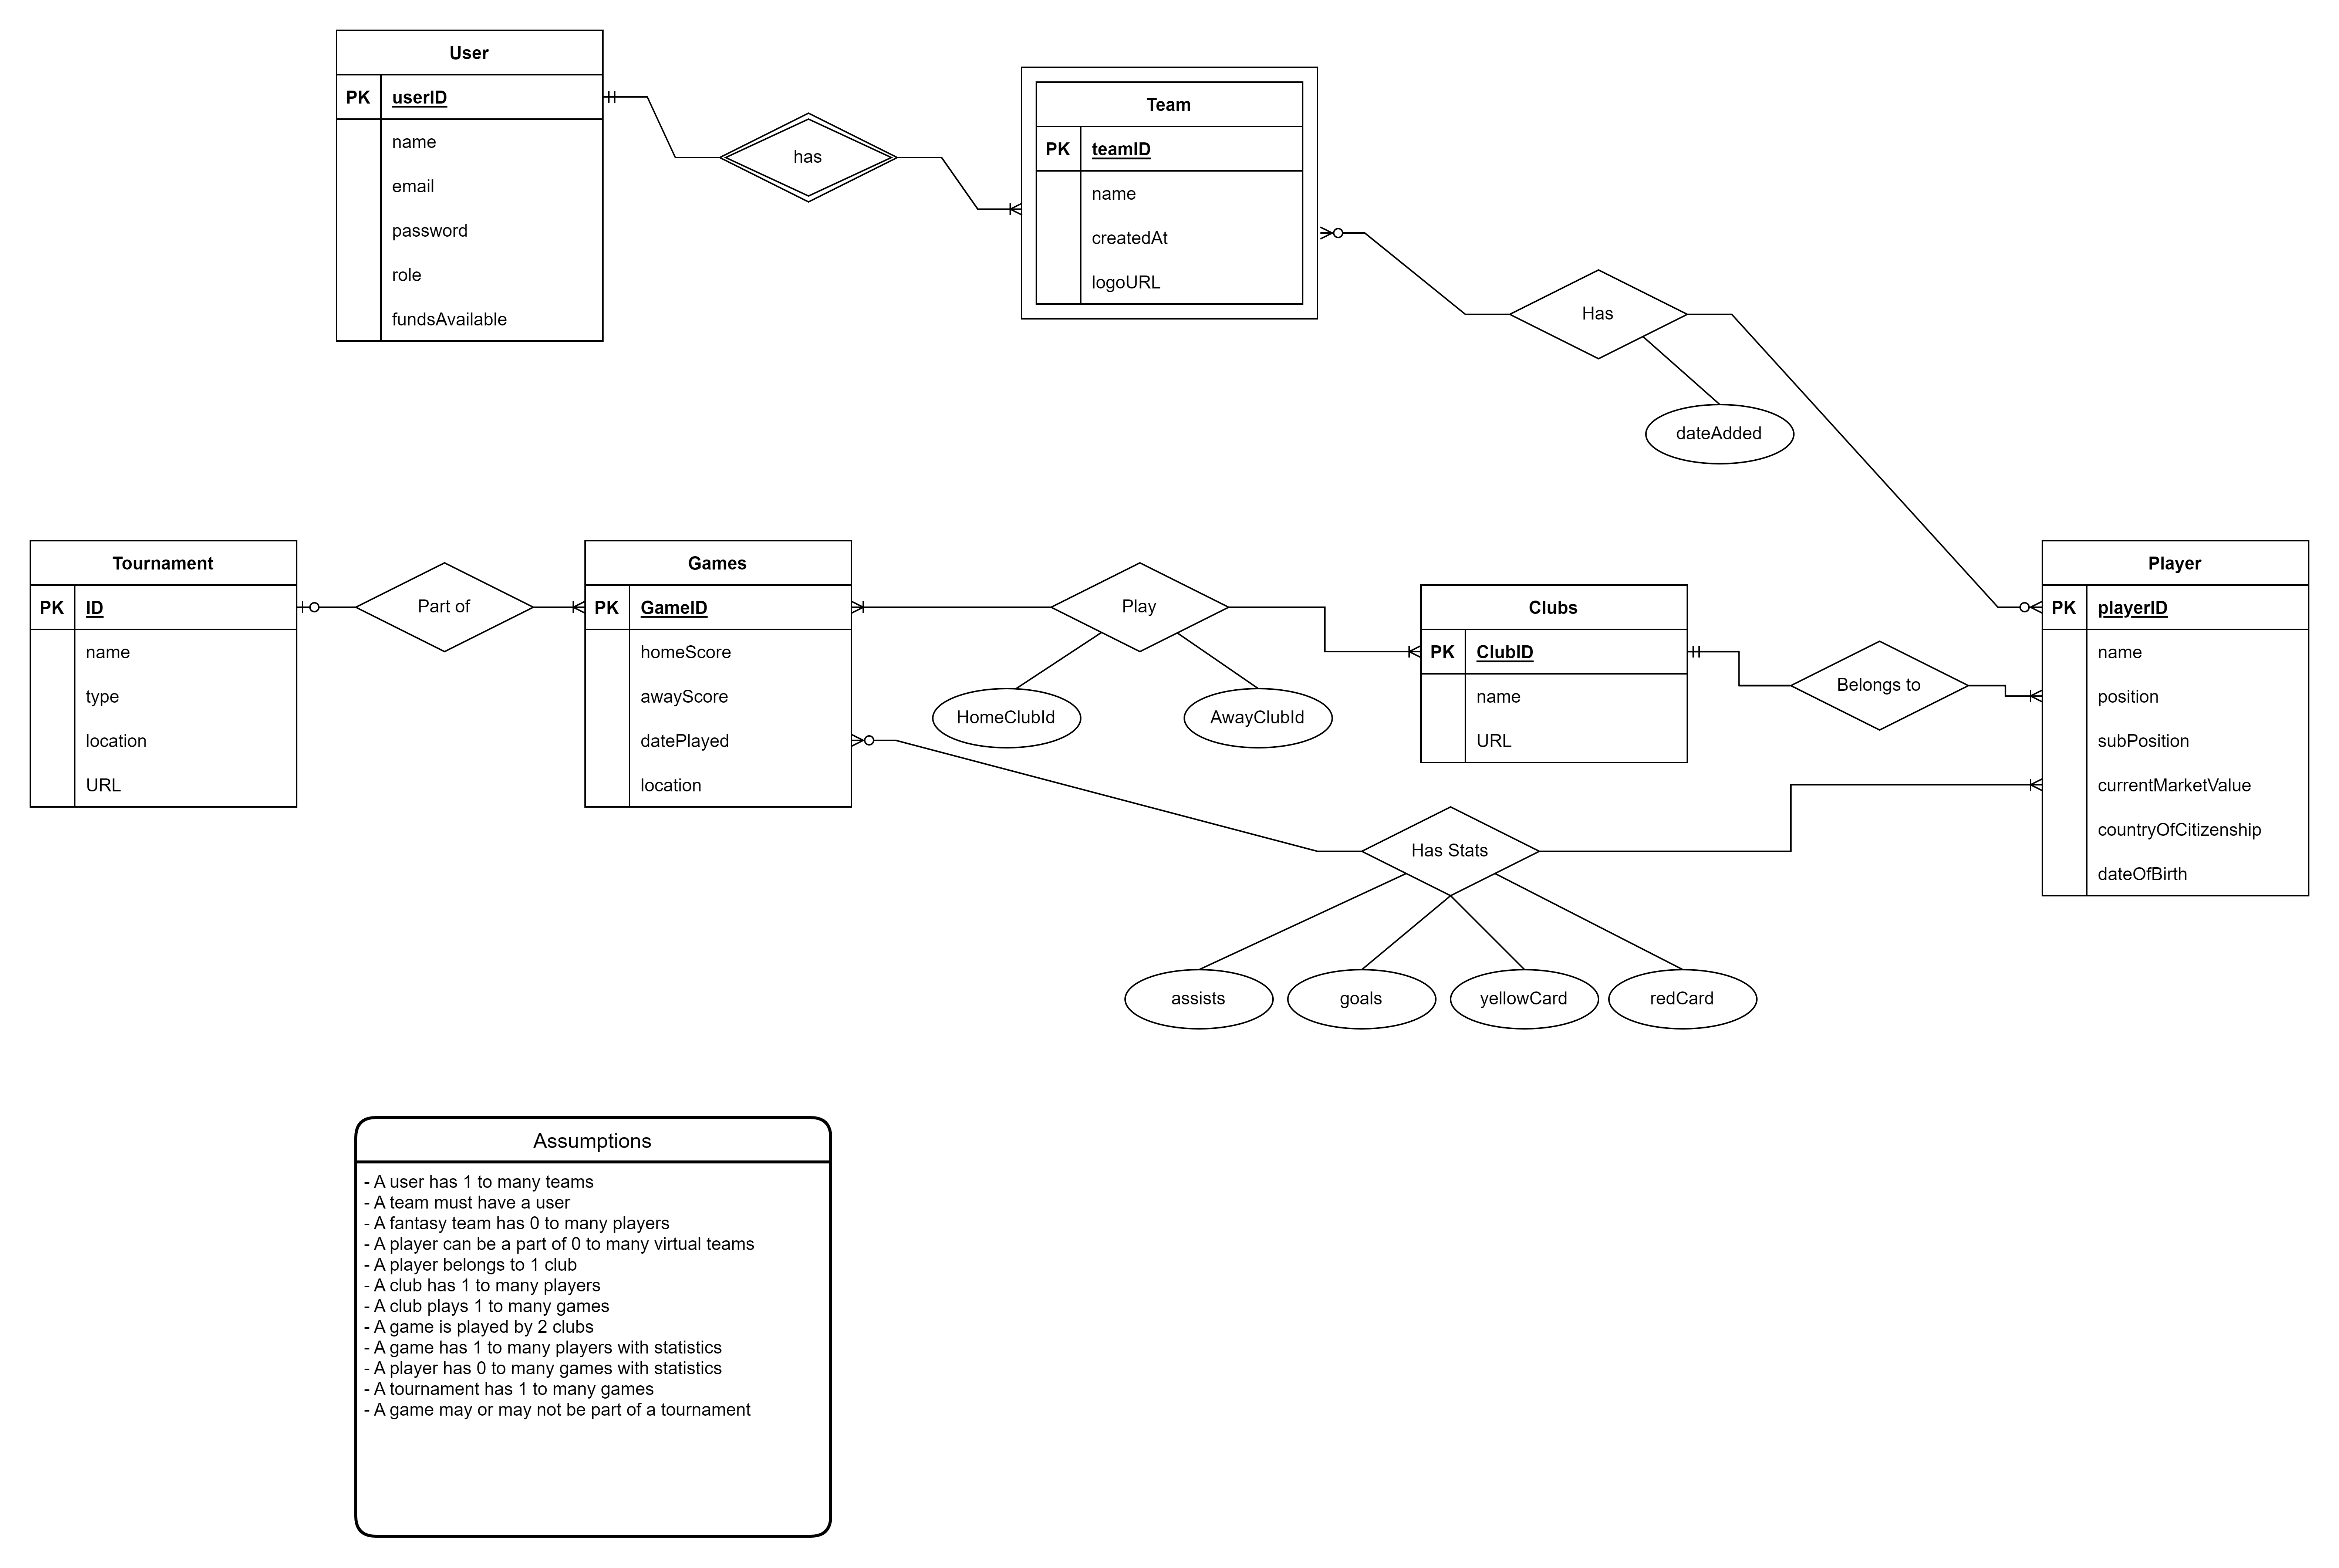 User
PK userID
name
email
password
role
fundsAvailable
has
Team
PK teamID
name
createdAt
logoURL
Has
dateAdded
Tournament
PK ID
name
type
location
URL
Part of
Games
PK GameID
homeScore
awayScore
datePlayed
location
Play
HomeClubId
AwayClubId
Clubs
PK ClubID
name
URL
Belongs to
Player
PK playerID
name
position
subPosition
currentMarketValue
countryOfCitizenship
dateOfBirth
Has Stats
assists
goals
yellowCard
redCard
Assumptions
- A user has 1 to many teams
- A team must have a user
- A fantasy team has 0 to many players
- A player can be a part of 0 to many virtual teams
- A player belongs to 1 club
- A club has 1 to many players
- A club plays 1 to many games
- A game is played by 2 clubs
- A game has 1 to many players with statistics
- A player has 0 to many games with statistics
- A tournament has 1 to many games
- A game may or may not be part of a tournament